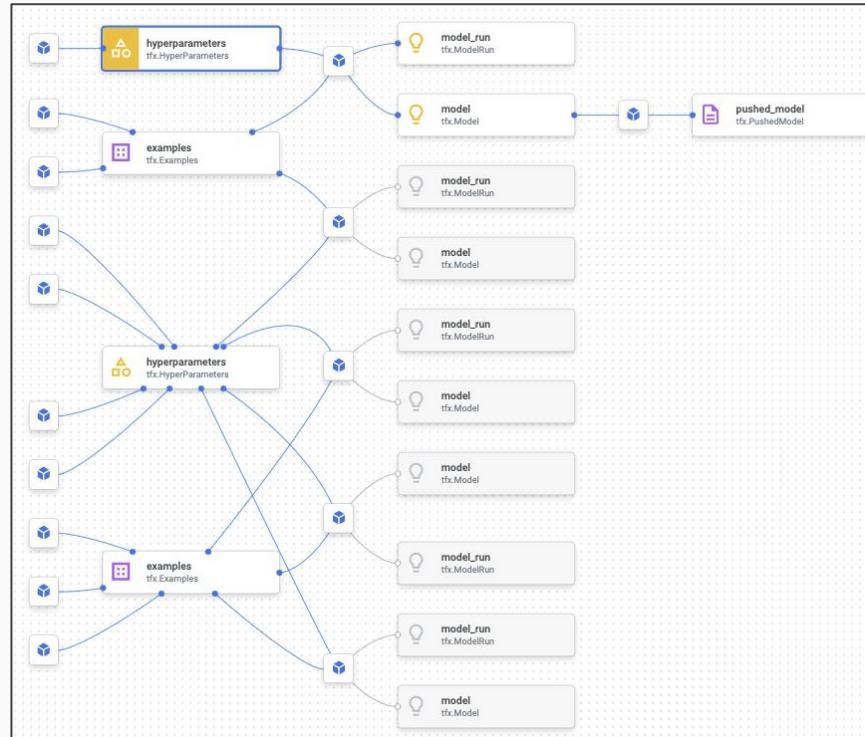 hyperparameters
tfx.HyperParameters
model_run
tfx.ModelRun
model
tfx.Model
pushed_model
tfx.PushedModel
examples
tfx.Examples
model_run
tfx.ModelRun
model
tfx.Model
model_run
tfx.ModelRun
hyperparameters
tfx.HyperParameters
model
tfx.Model
model
tfx.Model
model_run
tfx.ModelRun
examples
tfx.Examples
model_run
tfx.ModelRun
model
tfx.Model